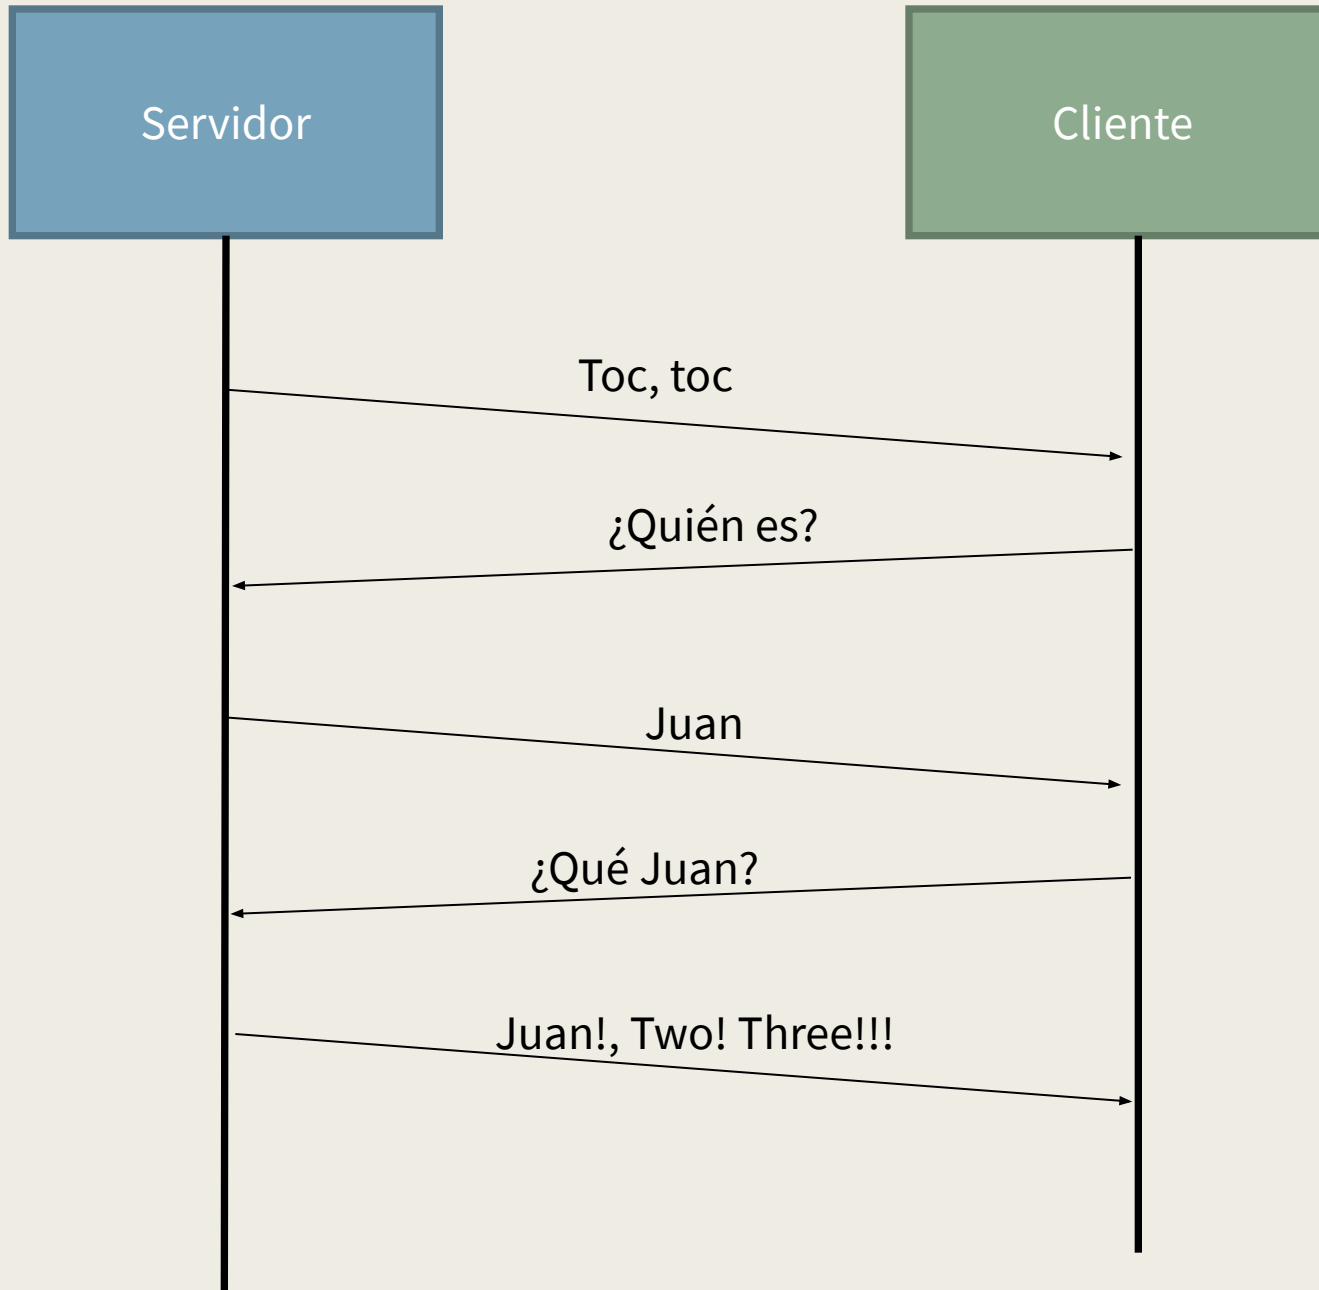 Servidor
Cliente
Toc, toc
¿Quién es?
Juan
¿Qué Juan?
Juan!, Two! Three!!!